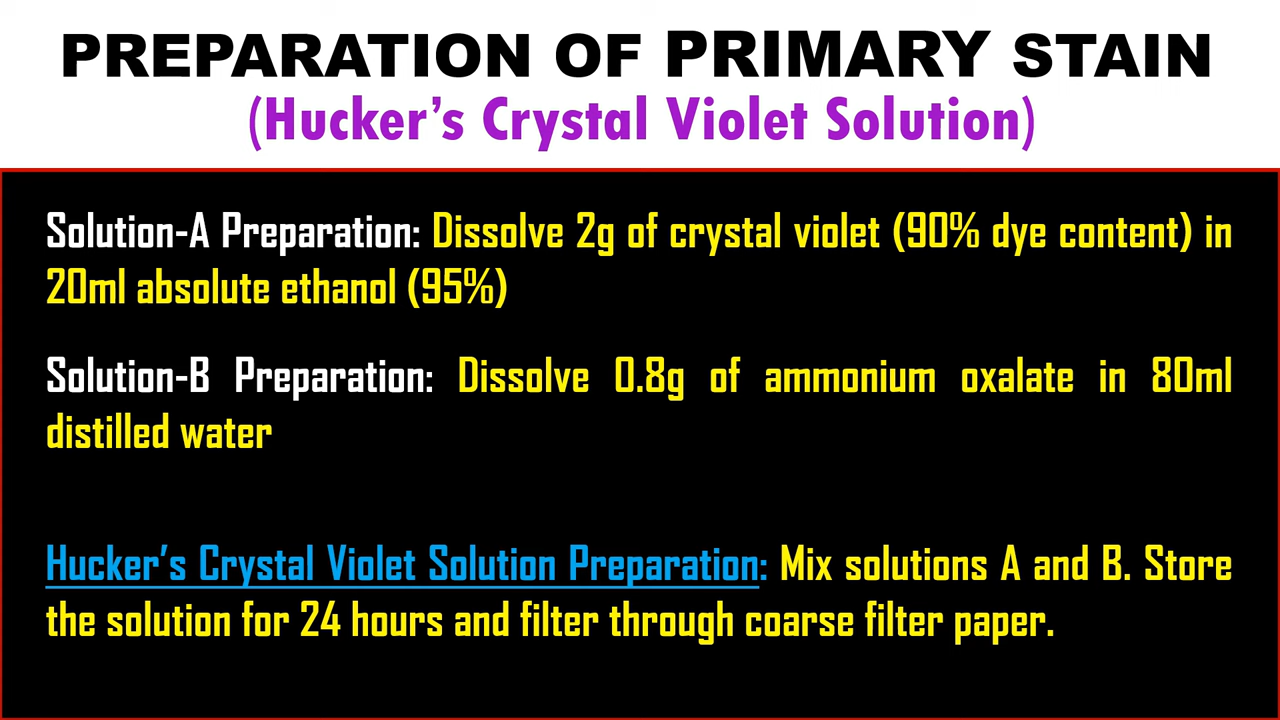 PREPARATION OF PRIMARY STAIN
(Hucker’s Crystal Violet Solution)
Solution-A Preparation: Dissolve 2g of crystal violet (90% dye content) in
20ml absolute ethanol (95%)
Solution-B Preparation: Dissolve 0.8g of ammonium oxalate in 80ml
distilled water
Hucker’s Crystal Violet Solution Preparation: Mix solutions A and B. Store
the solution for 24 hours and filter through coarse filter paper.